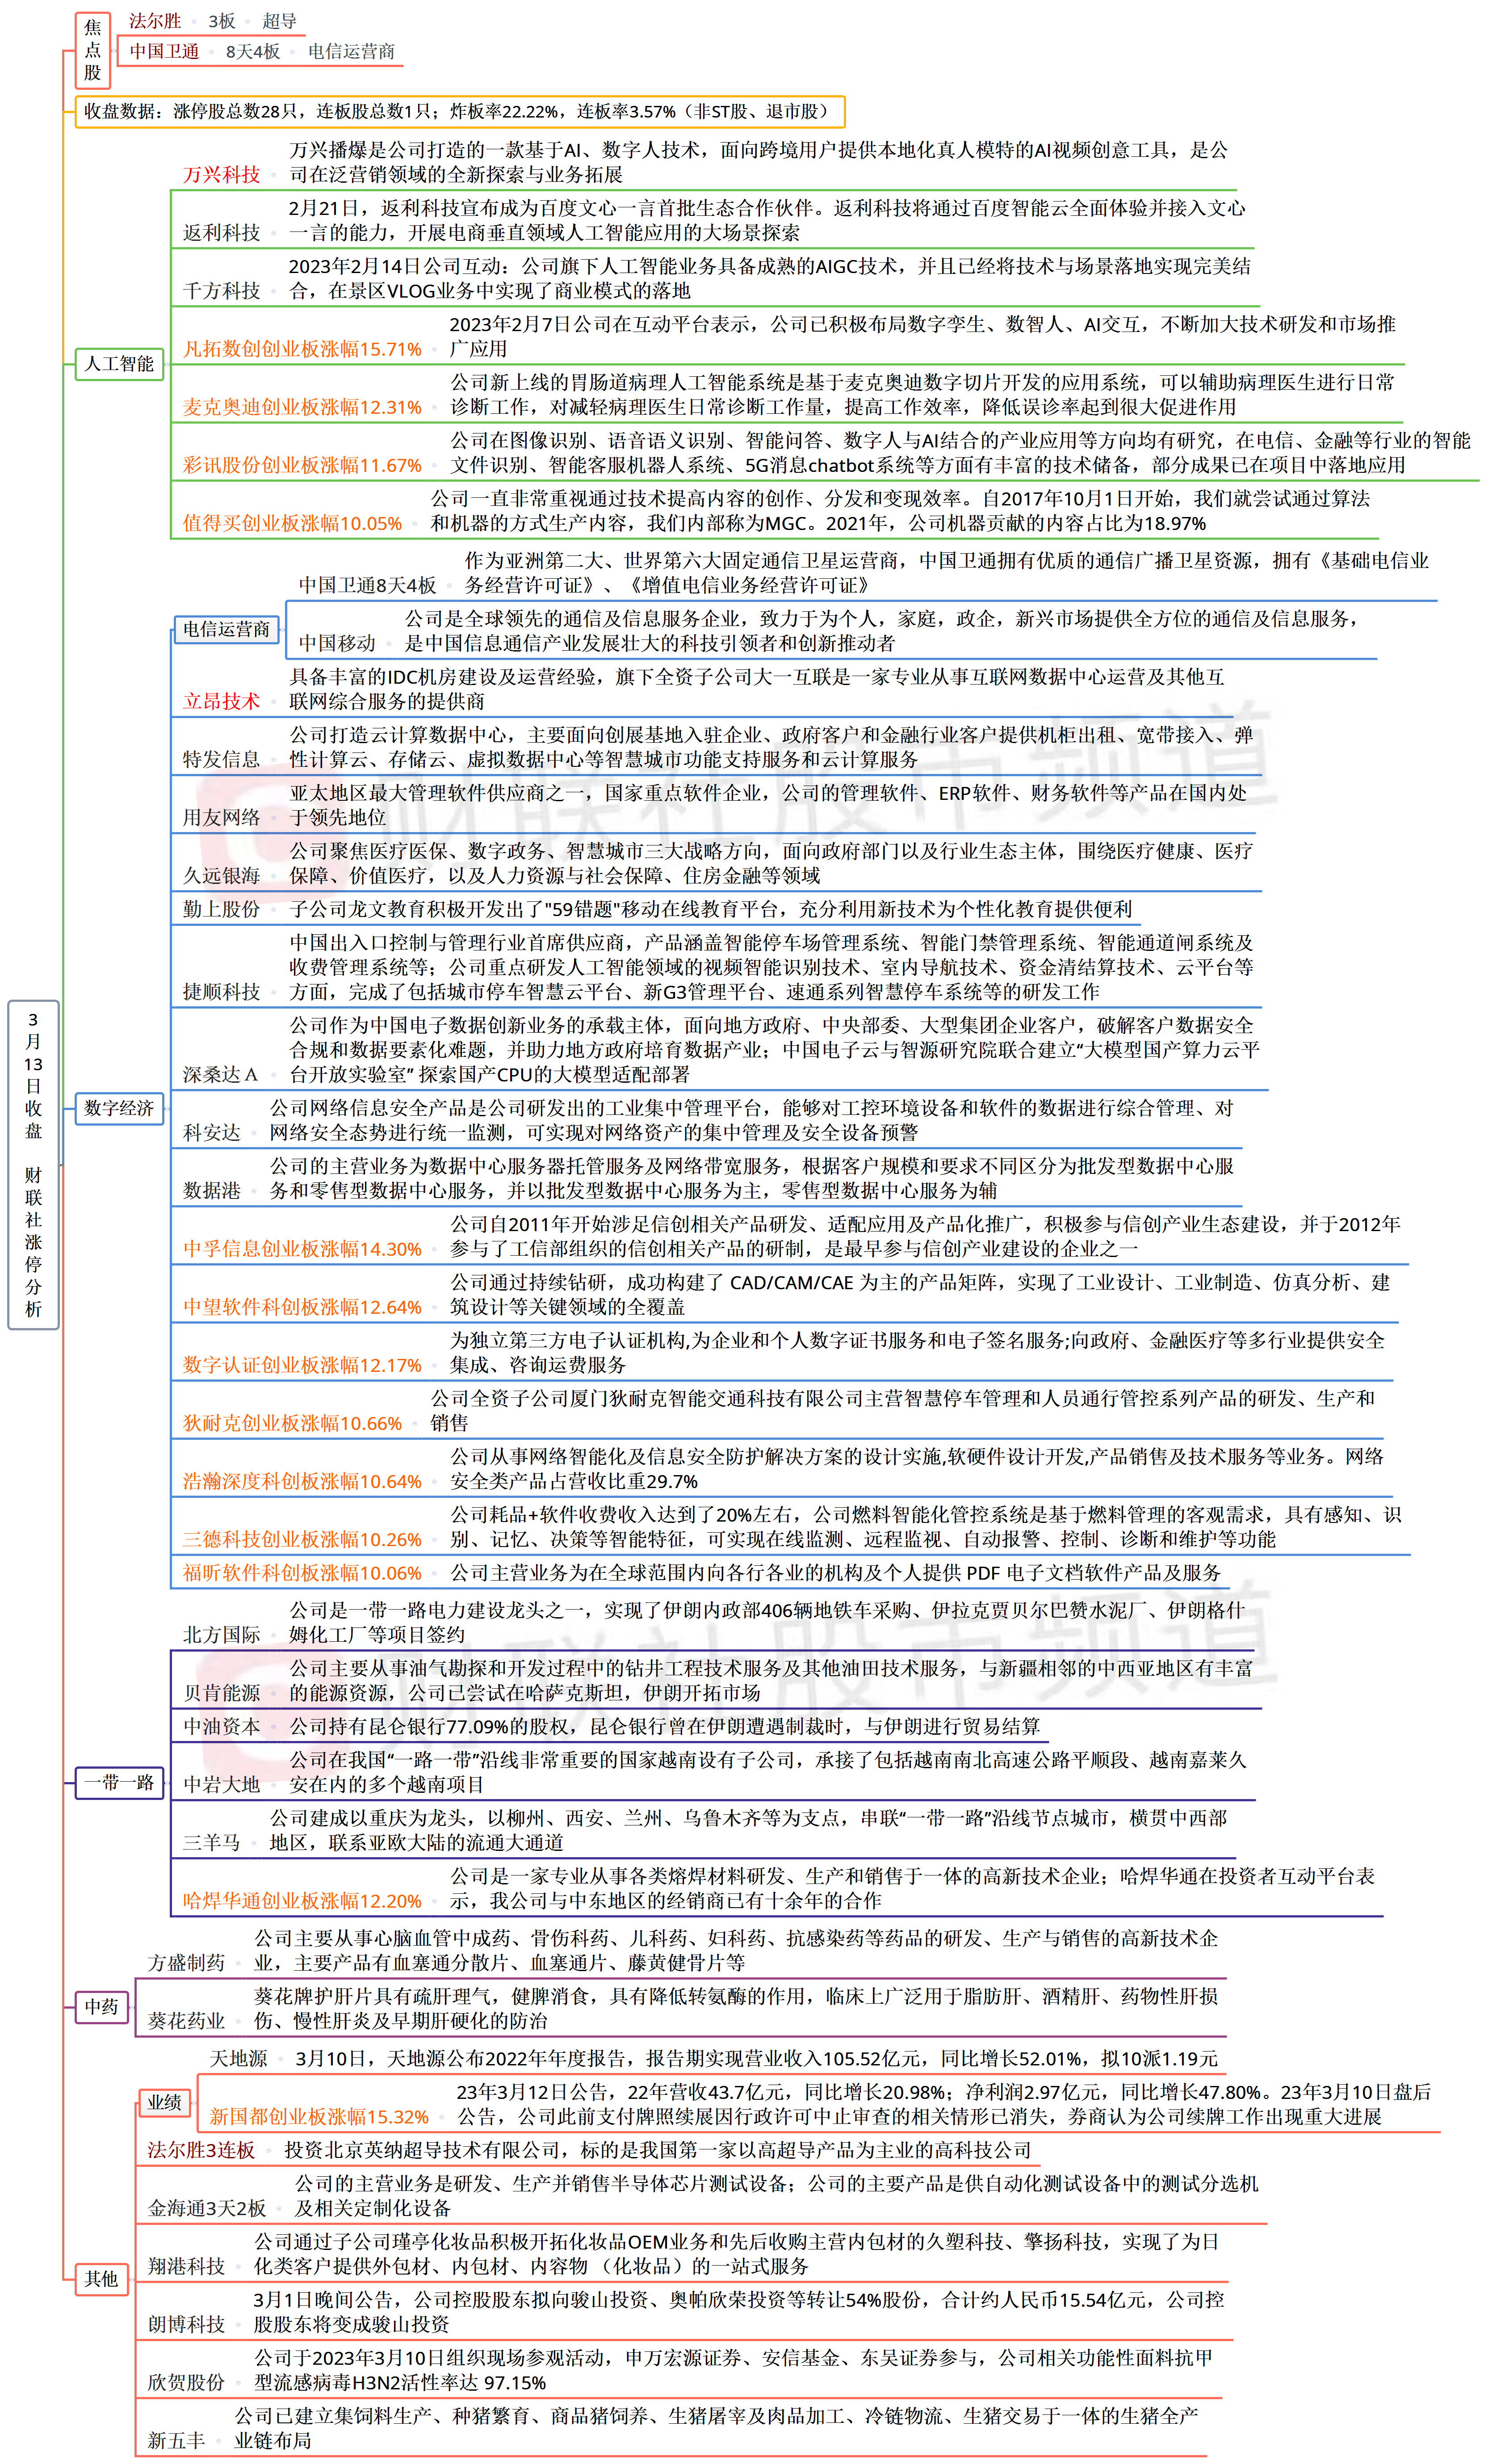 3月13日收盘 财联社涨停分析
焦点股
法尔胜 3板 超导
中国卫通 8天4板 电信运营商
收盘数据：涨停股总数28只，连板股总数1只；炸板率22.22%，连板率3.57%（非ST股、退市股）
人工智能
万兴科技
万兴播爆是公司打造的一款基于AI、数字人技术，面向跨境用户提供本地化真人模特的AI视频创意工具，是公
司在泛营销领域的全新探索与业务拓展
返利科技
2月21日，返利科技宣布成为百度文心一言首批生态合作伙伴。返利科技将通过百度智能云全面体验并接入文心
一言的能力，开展电商垂直领域人工智能应用的大场景探索
千方科技
2023年2月14日公司互动：公司旗下人工智能业务具备成熟的AIGC技术，并且已经将技术与场景落地实现完美结
合，在景区VLOG业务中实现了商业模式的落地
凡拓数创创业板涨幅15.71%
2023年2月7日公司在互动平台表示，公司已积极布局数字孪生、数智人、AI交互，不断加大技术研发和市场推
广应用
麦克奥迪创业板涨幅12.31%
公司新上线的胃肠道病理人工智能系统是基于麦克奥迪数字切片开发的应用系统，可以辅助病理医生进行日常
诊断工作，对减轻病理医生日常诊断工作量，提高工作效率，降低误诊率起到很大促进作用
彩讯股份创业板涨幅11.67%
公司在图像识别、语音语义识别、智能问答、数字人与AI结合的产业应用等方向均有研究，在电信、金融等行业的智能
文件识别、智能客服机器人系统、5G消息chatbot系统等方面有丰富的技术储备，部分成果已在项目中落地应用
值得买创业板涨幅10.05%
公司一直非常重视通过技术提高内容的创作、分发和变现效率。自2017年10月1日开始，我们就尝试通过算法
和机器的方式生产内容，我们内部称为MGC。2021年，公司机器贡献的内容占比为18.97%
数字经济
电信运营商
中国卫通8天4板
作为亚洲第二大、世界第六大固定通信卫星运营商，中国卫通拥有优质的通信广播卫星资源，拥有《基础电信业
务经营许可证》、《增值电信业务经营许可证》
中国移动
公司是全球领先的通信及信息服务企业，致力于为个人，家庭，政企，新兴市场提供全方位的通信及信息服务，
是中国信息通信产业发展壮大的科技引领者和创新推动者
立昂技术
具备丰富的IDC机房建设及运营经验，旗下全资子公司大一互联是一家专业从事互联网数据中心运营及其他互
联网综合服务的提供商
特发信息
公司打造云计算数据中心，主要面向创展基地入驻企业、政府客户和金融行业客户提供机柜出租、宽带接入、弹
性计算云、存储云、虚拟数据中心等智慧城市功能支持服务和云计算服务
用友网络
亚太地区最大管理软件供应商之一，国家重点软件企业，公司的管理软件、ERP软件、财务软件等产品在国内处
于领先地位
久远银海
公司聚焦医疗医保、数字政务、智慧城市三大战略方向，面向政府部门以及行业生态主体，围绕医疗健康、医疗
保障、价值医疗，以及人力资源与社会保障、住房金融等领域
勤上股份
子公司龙文教育积极开发出了"59错题"移动在线教育平台，充分利用新技术为个性化教育提供便利
捷顺科技
中国出入口控制与管理行业首席供应商，产品涵盖智能停车场管理系统、智能门禁管理系统、智能通道闸系统及
收费管理系统等；公司重点研发人工智能领域的视频智能识别技术、室内导航技术、资金清结算技术、云平台等
方面，完成了包括城市停车智慧云平台、新G3管理平台、速通系列智慧停车系统等的研发工作
深桑达Ａ
公司作为中国电子数据创新业务的承载主体，面向地方政府、中央部委、大型集团企业客户，破解客户数据安全
合规和数据要素化难题，并助力地方政府培育数据产业；中国电子云与智源研究院联合建立“大模型国产算力云平
台开放实验室” 探索国产CPU的大模型适配部署
科安达
公司网络信息安全产品是公司研发出的工业集中管理平台，能够对工控环境设备和软件的数据进行综合管理、对
网络安全态势进行统一监测，可实现对网络资产的集中管理及安全设备预警
数据港
公司的主营业务为数据中心服务器托管服务及网络带宽服务，根据客户规模和要求不同区分为批发型数据中心服
务和零售型数据中心服务，并以批发型数据中心服务为主，零售型数据中心服务为辅
中孚信息创业板涨幅14.30%
公司自2011年开始涉足信创相关产品研发、适配应用及产品化推广，积极参与信创产业生态建设，并于2012年
参与了工信部组织的信创相关产品的研制，是最早参与信创产业建设的企业之一
中望软件科创板涨幅12.64%
公司通过持续钻研，成功构建了 CAD/CAM/CAE 为主的产品矩阵，实现了工业设计、工业制造、仿真分析、建
筑设计等关键领域的全覆盖
数字认证创业板涨幅12.17%
为独立第三方电子认证机构,为企业和个人数字证书服务和电子签名服务;向政府、金融医疗等多行业提供安全
集成、咨询运费服务
狄耐克创业板涨幅10.66%
公司全资子公司厦门狄耐克智能交通科技有限公司主营智慧停车管理和人员通行管控系列产品的研发、生产和
销售
浩瀚深度科创板涨幅10.64%
公司从事网络智能化及信息安全防护解决方案的设计实施,软硬件设计开发,产品销售及技术服务等业务。网络
安全类产品占营收比重29.7%
三德科技创业板涨幅10.26%
公司耗品+软件收费收入达到了20%左右，公司燃料智能化管控系统是基于燃料管理的客观需求，具有感知、识
别、记忆、决策等智能特征，可实现在线监测、远程监视、自动报警、控制、诊断和维护等功能
福昕软件科创板涨幅10.06%
公司主营业务为在全球范围内向各行各业的机构及个人提供 PDF 电子文档软件产品及服务
一带一路
北方国际
公司是一带一路电力建设龙头之一，实现了伊朗内政部406辆地铁车采购、伊拉克贾贝尔巴赞水泥厂、伊朗格什
姆化工厂等项目签约
贝肯能源
公司主要从事油气勘探和开发过程中的钻井工程技术服务及其他油田技术服务，与新疆相邻的中西亚地区有丰富
的能源资源，公司已尝试在哈萨克斯坦，伊朗开拓市场
中油资本
公司持有昆仑银行77.09%的股权，昆仑银行曾在伊朗遭遇制裁时，与伊朗进行贸易结算
中岩大地
公司在我国“一路一带”沿线非常重要的国家越南设有子公司，承接了包括越南南北高速公路平顺段、越南嘉莱久
安在内的多个越南项目
三羊马
公司建成以重庆为龙头，以柳州、西安、兰州、乌鲁木齐等为支点，串联“一带一路”沿线节点城市，横贯中西部
地区，联系亚欧大陆的流通大通道
哈焊华通创业板涨幅12.20%
公司是一家专业从事各类熔焊材料研发、生产和销售于一体的高新技术企业；哈焊华通在投资者互动平台表
示，我公司与中东地区的经销商已有十余年的合作
中药
方盛制药
公司主要从事心脑血管中成药、骨伤科药、儿科药、妇科药、抗感染药等药品的研发、生产与销售的高新技术企
业，主要产品有血塞通分散片、血塞通片、藤黄健骨片等
葵花药业
葵花牌护肝片具有疏肝理气，健脾消食，具有降低转氨酶的作用，临床上广泛用于脂肪肝、酒精肝、药物性肝损
伤、慢性肝炎及早期肝硬化的防治
其他
业绩
天地源
3月10日，天地源公布2022年年度报告，报告期实现营业收入105.52亿元，同比增长52.01%，拟10派1.19元
新国都创业板涨幅15.32%
23年3月12日公告，22年营收43.7亿元，同比增长20.98%；净利润2.97亿元，同比增长47.80%。23年3月10日盘后
公告，公司此前支付牌照续展因行政许可中止审查的相关情形已消失，券商认为公司续牌工作出现重大进展
法尔胜3连板
投资北京英纳超导技术有限公司，标的是我国第一家以高超导产品为主业的高科技公司
金海通3天2板
公司的主营业务是研发、生产并销售半导体芯片测试设备；公司的主要产品是供自动化测试设备中的测试分选机
及相关定制化设备
翔港科技
公司通过子公司瑾亭化妆品积极开拓化妆品OEM业务和先后收购主营内包材的久塑科技、擎扬科技，实现了为日
化类客户提供外包材、内包材、内容物 （化妆品）的一站式服务
朗博科技
3月1日晚间公告，公司控股股东拟向骏山投资、奥帕欣荣投资等转让54%股份，合计约人民币15.54亿元，公司控
股股东将变成骏山投资
欣贺股份
公司于2023年3月10日组织现场参观活动，申万宏源证券、安信基金、东吴证券参与，公司相关功能性面料抗甲
型流感病毒H3N2活性率达 97.15%
新五丰
公司已建立集饲料生产、种猪繁育、商品猪饲养、生猪屠宰及肉品加工、冷链物流、生猪交易于一体的生猪全产
业链布局
财联社股市频道
财联社股市频道